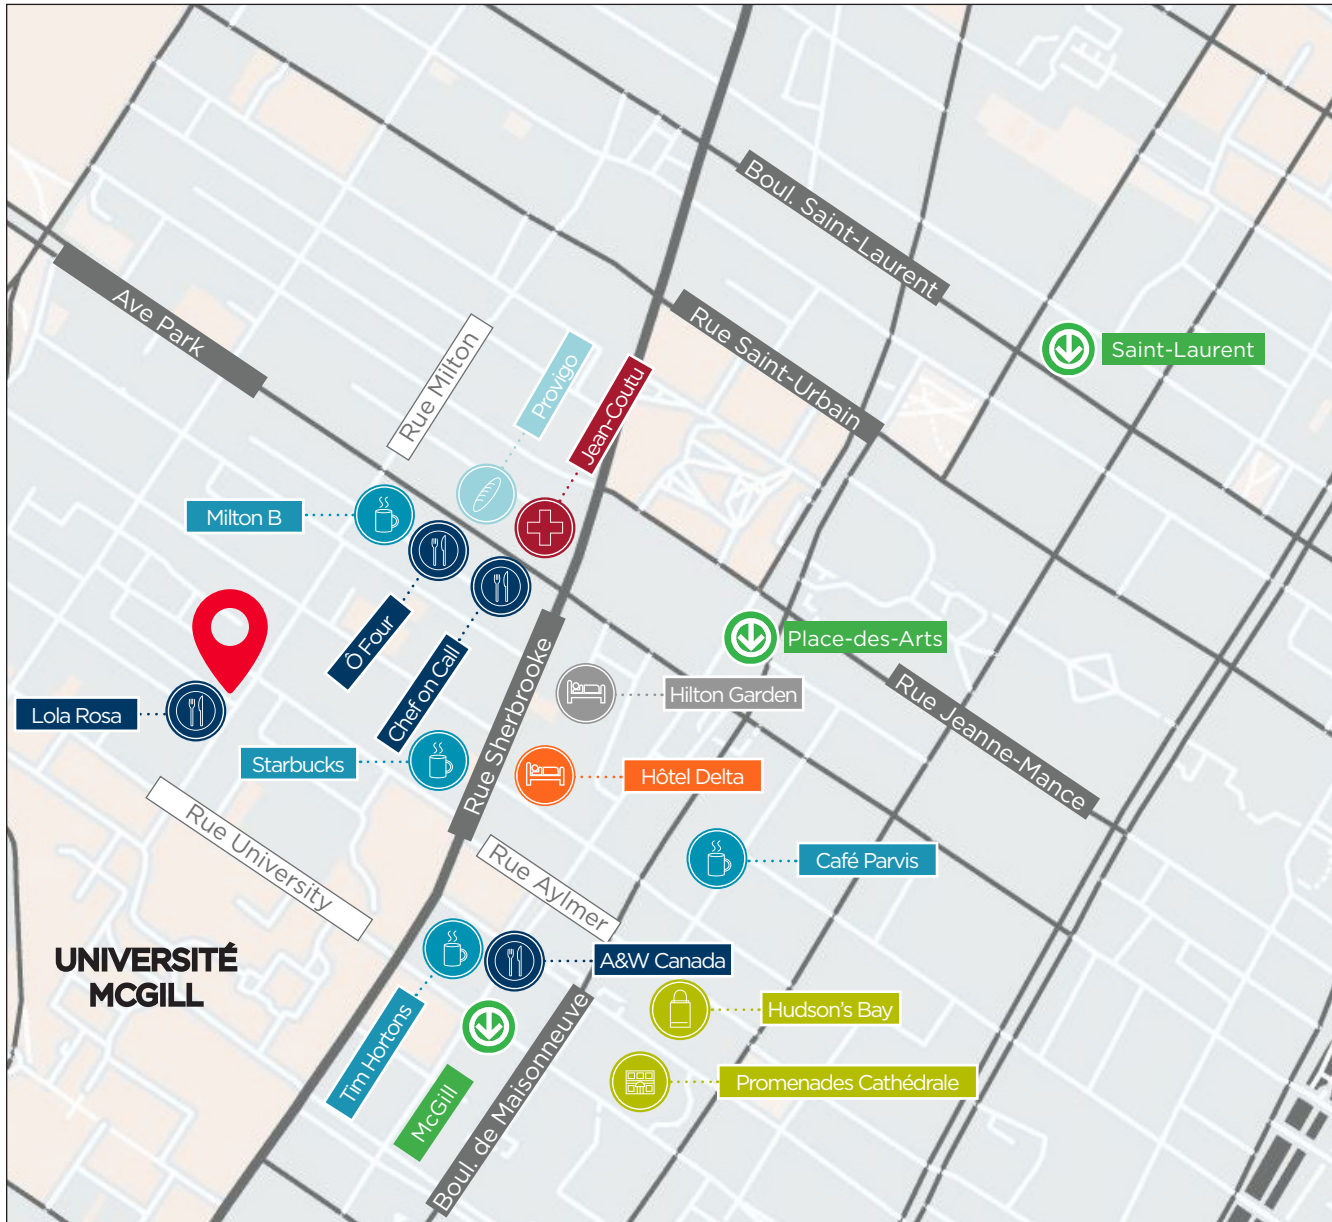 Boul. Saint-Laurent
Ave Park
Rue Saint-Urbain
Rue Milton
Provigo
Jean-Coutu
Saint-Laurent
Milton B
Ô Four
Chef on Call
Place-des-Arts
Rue Sherbrooke
Hilton Garden
Lola Rosa
Rue Jeanne-Mance
Starbucks
Hôtel Delta
Rue University
Rue Aylmer
Café Parvis
UNIVERSITÉ
MCGILL
A&W Canada
Tim Hortons
Hudson's Bay
McGill
Boul. de Maisonneuve
Promenades Cathédrale